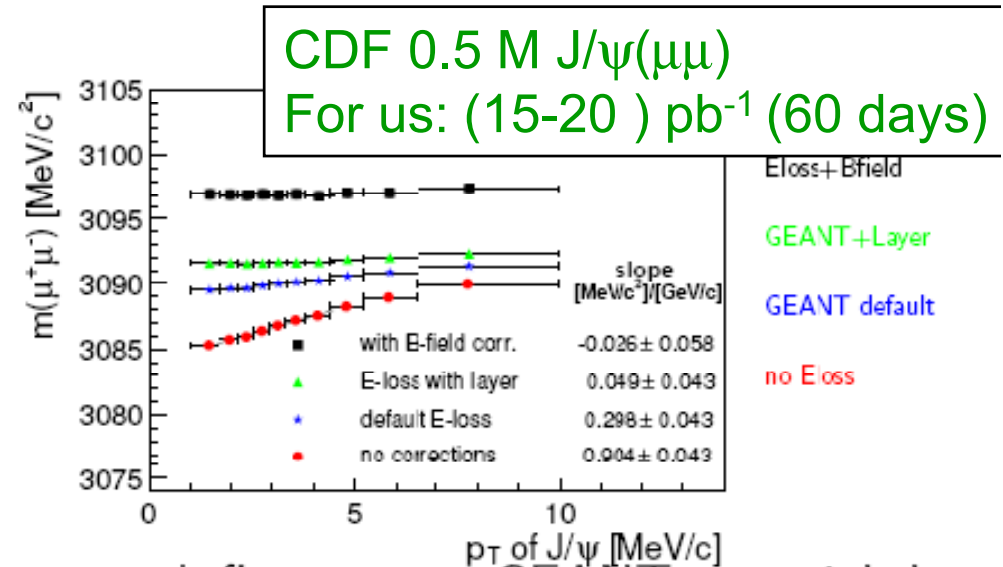 CDF 0.5 M J/ψ(μμ)
For us: (15-20 ) pb-1 (60 days)
m(μ+μ-) [MeV/c2]
3105
3100
3095
3090
3085
3080
3075
0
5
10
pT of J/ψ [MeV/c]
slope
[MeV/c2]/[GeV/c]
with B-field corr. -0.026± 0.058
E-loss with layer 0.049± 0.043
default E-loss 0.298± 0.043
no corrections 0.904± 0.043
Eloss+Bfield
GEANT+Layer
GEANT default
no Eloss